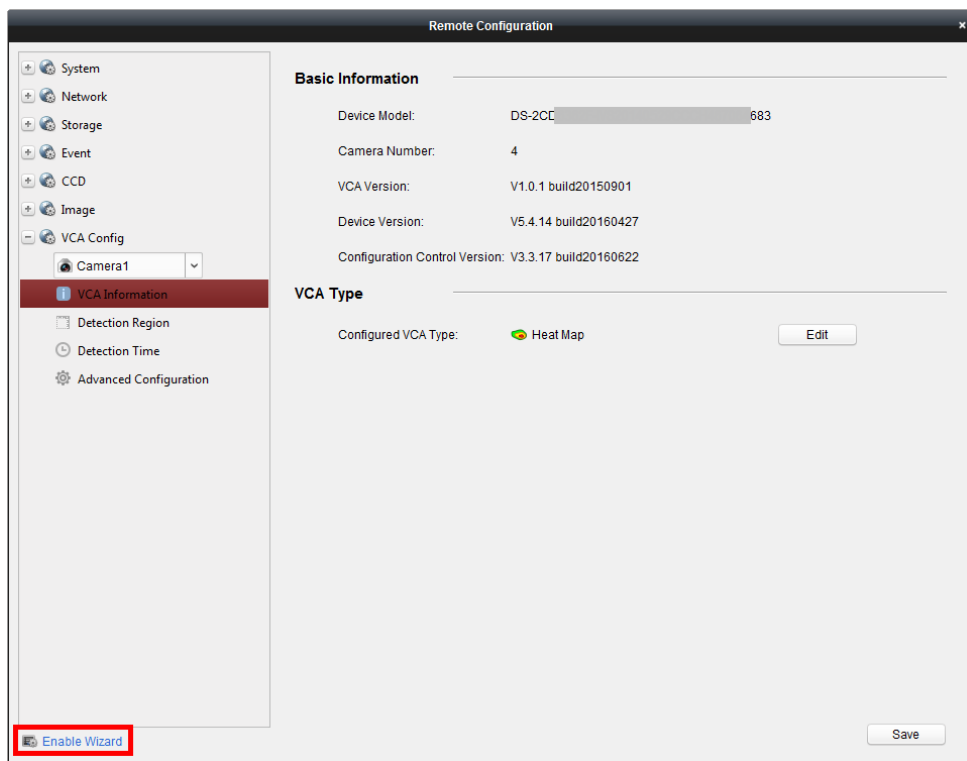 Remote Configuration
System
Network
Storage
Event
CCD
Image
VCA Config
Camera1
VCA Information
Detection Region
Detection Time
Advanced Configuration
Enable Wizard
Basic Information
Device Model: DS-2CD 683
Camera Number: 4
VCA Version: V1.0.1 build20150901
Device Version: V5.4.14 build20160427
Configuration Control Version: V3.3.17 build20160622
VCA Type
Configured VCA Type: Heat Map Edit
Save